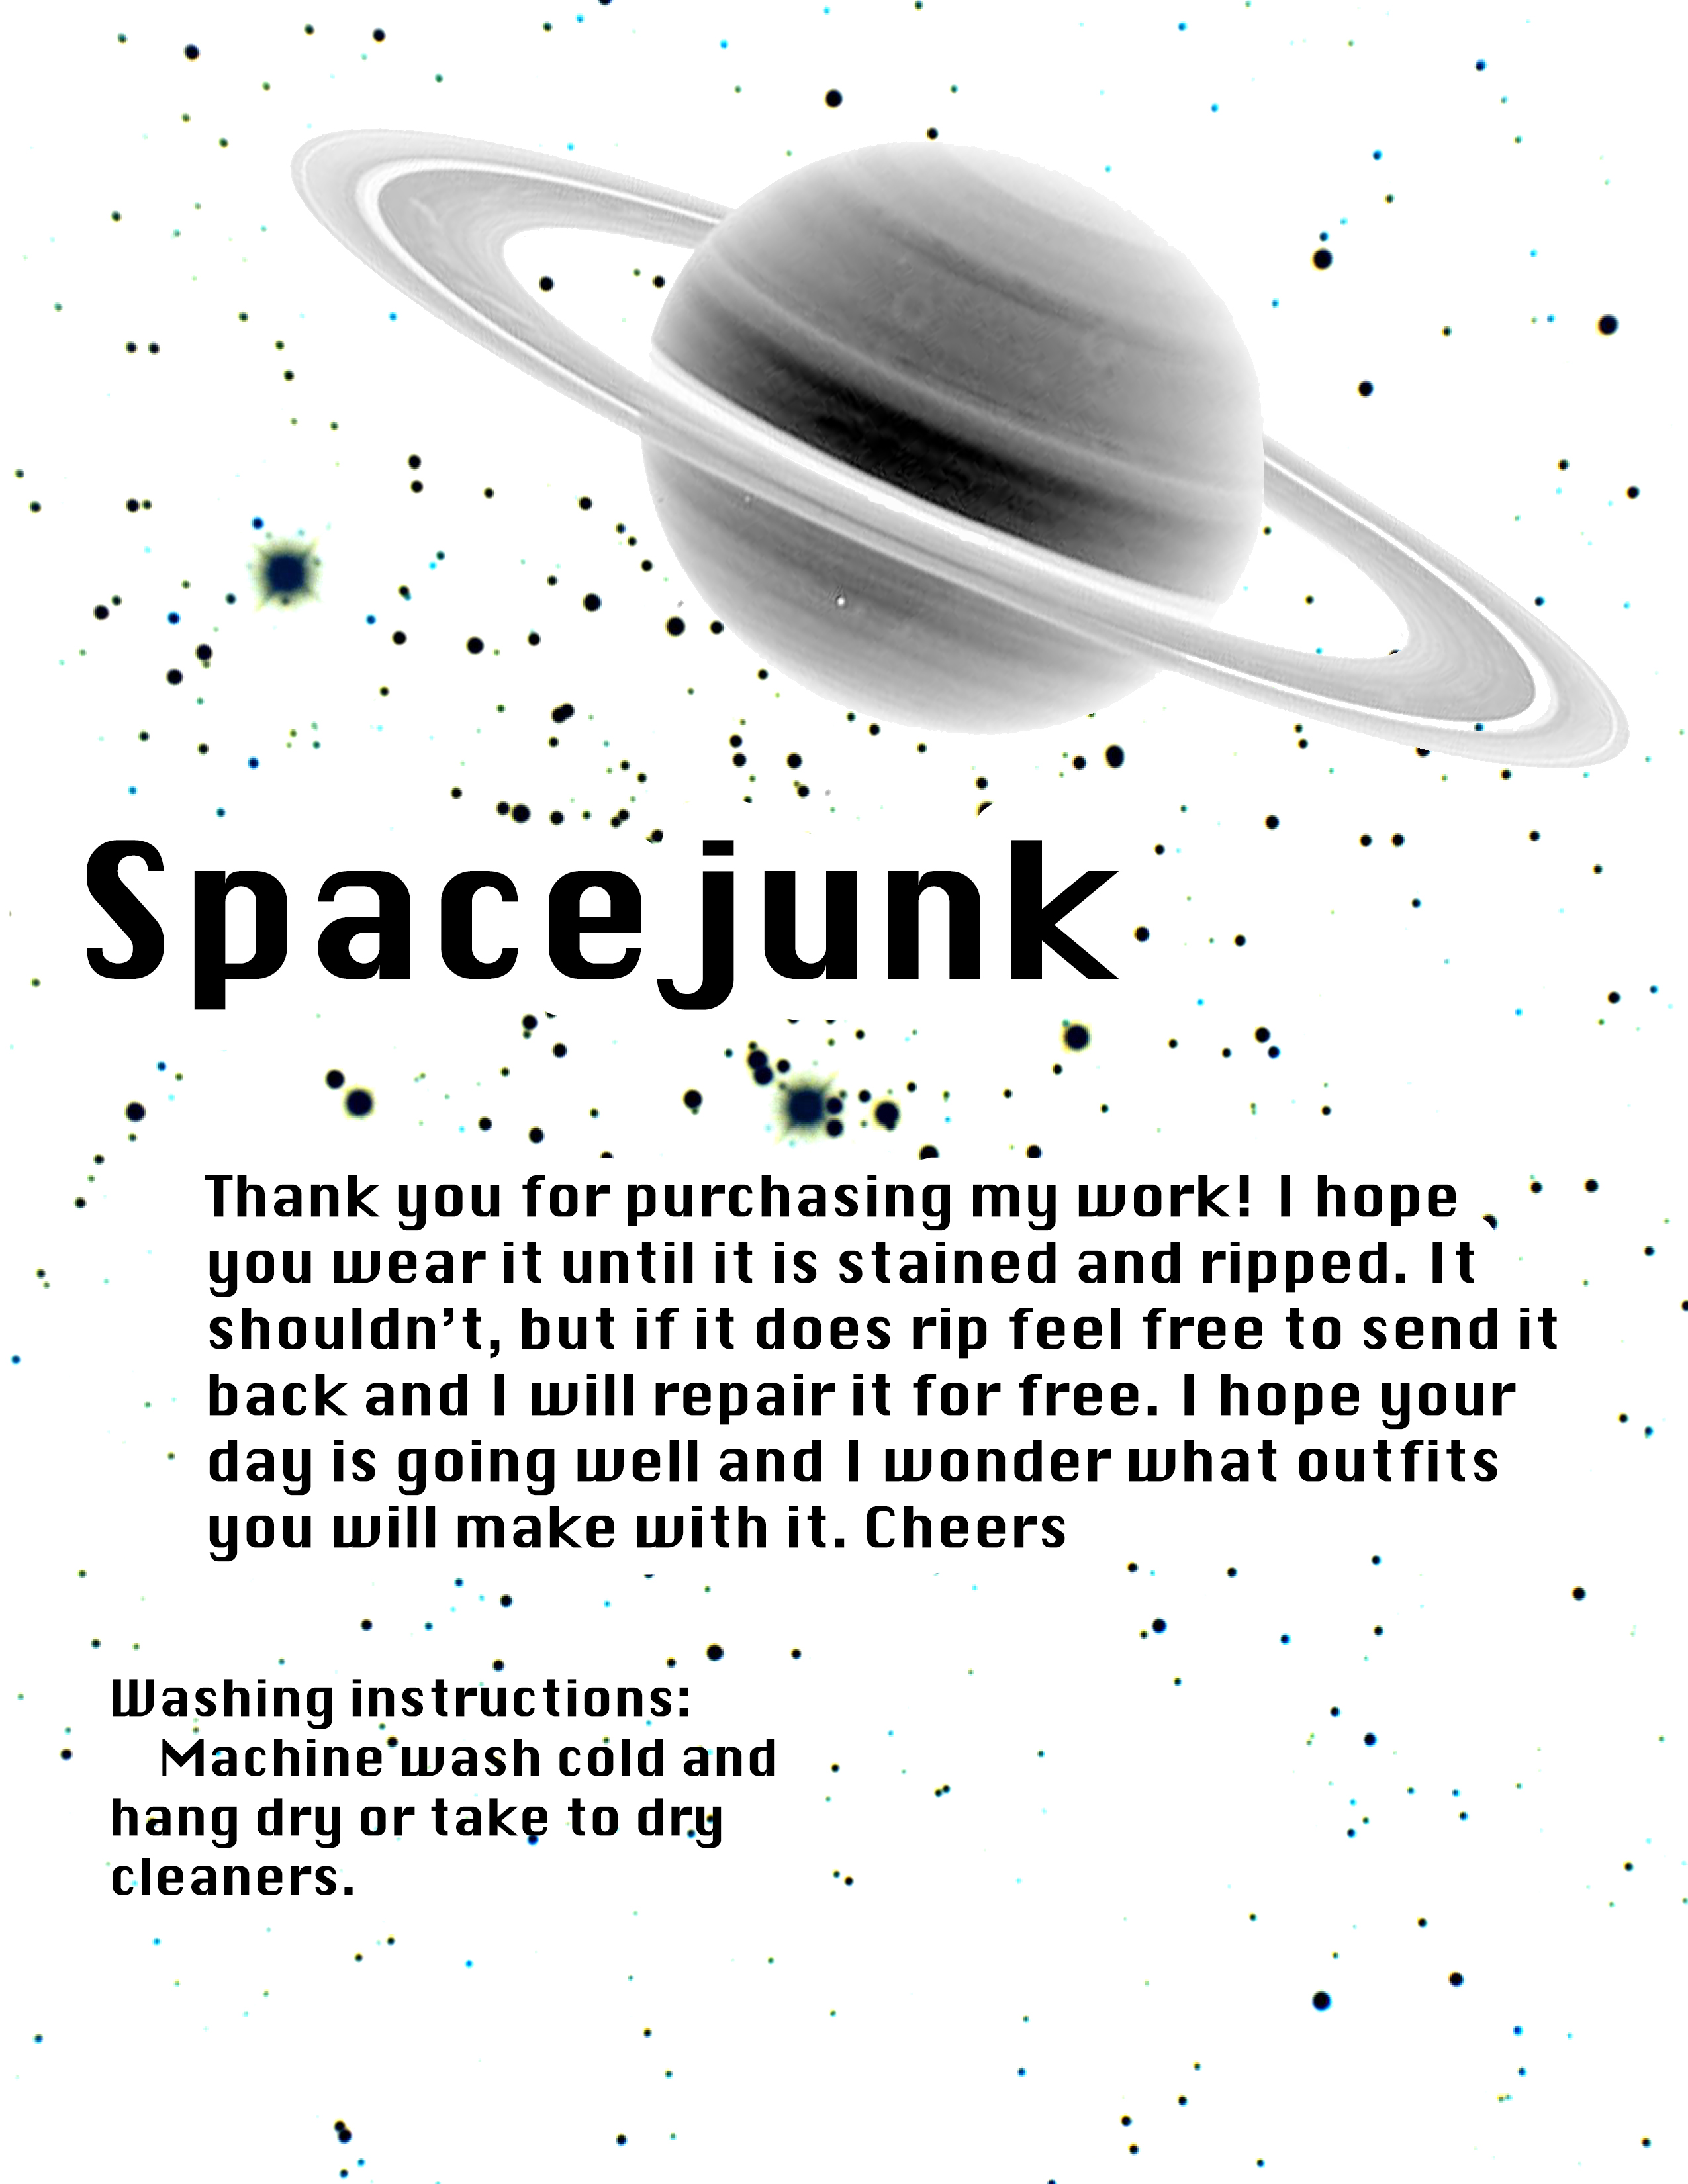 Spacejunk
Thank you for purchasing my work! I hope
you wear it until it is stained and ripped. It
shouldn’t, but if it does rip feel free to send it
back and I will repair it for free. I hope your
day is going well and I wonder what outfits
you will make with it. Cheers
Washing instructions:
Machine wash cold and
hang dry or take to dry
cleaners.